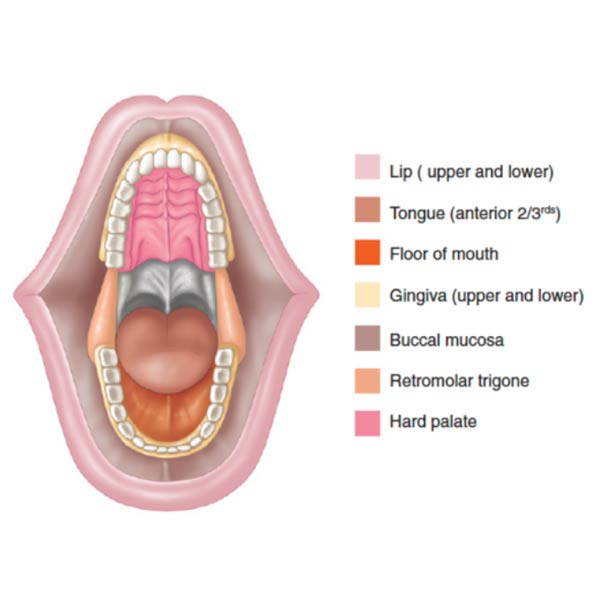 Lip ( upper and lower)
Tongue (anterior 2/3rds)
Floor of mouth
Gingiva (upper and lower)
Buccal mucosa
Retromolar trigone
Hard palate